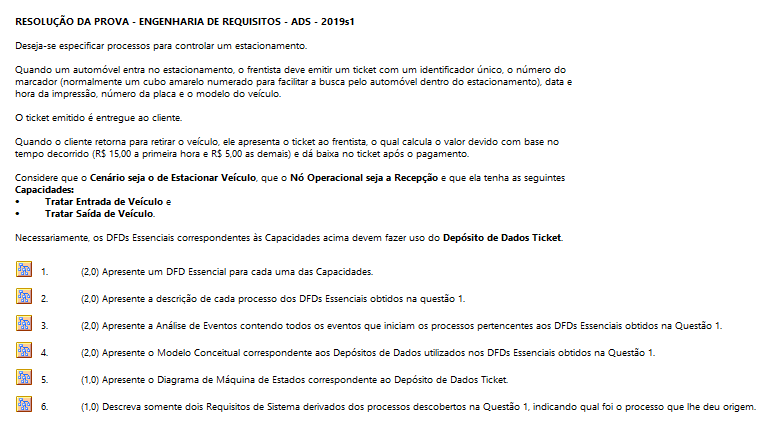 RESOLUÇÃO DA PROVA - ENGENHARIA DE REQUISITOS - ADS - 2019s1
Deseja-se especificar processos para controlar um estacionamento.
Quando um automóvel entra no estacionamento, o frentista deve emitir um ticket com um identificador único, o número do
marcador (normalmente um cubo amarelo numerado para facilitar a busca pelo automóvel dentro do estacionamento), data e
hora da impressão, número da placa e o modelo do veículo.
O ticket emitido é entregue ao cliente.
Quando o cliente retorna para retirar o veículo, ele apresenta o ticket ao frentista, o qual calcula o valor devido com base no
tempo decorrido (R$ 15,00 a primeira hora e R$ 5,00 as demais) e dá baixa no ticket após o pagamento.
Considere que o Cenário seja o de Estacionar Veículo, que o Nó Operacional seja a Recepção e que ela tenha as seguintes
Capacidades:
• Tratar Entrada de Veículo e
• Tratar Saída de Veículo.
Necessariamente, os DFDs Essenciais correspondentes às Capacidades acima devem fazer uso do Depósito de Dados Ticket.
1. (2,0) Apresente um DFD Essencial para cada uma das Capacidades.
2. (2,0) Apresente a descrição de cada processo dos DFDs Essenciais obtidos na questão 1.
3. (2,0) Apresente a Análise de Eventos contendo todos os eventos que iniciam os processos pertencentes aos DFDs Essenciais obtidos na Questão 1.
4. (2,0) Apresente o Modelo Conceitual correspondente aos Depósitos de Dados utilizados nos DFDs Essenciais obtidos na Questão 1.
5. (1,0) Apresente o Diagrama de Máquina de Estados correspondente ao Depósito de Dados Ticket.
6. (1,0) Descreva somente dois Requisitos de Sistema derivados dos processos descobertos na Questão 1, indicando qual foi o processo que lhe deu origem.